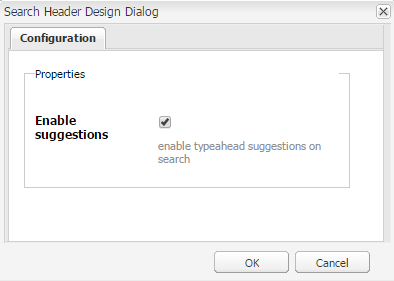 Search Header Design Dialog
Configuration
Properties
Enable
suggestions
enable typeahead suggestions on
search
OK
Cancel